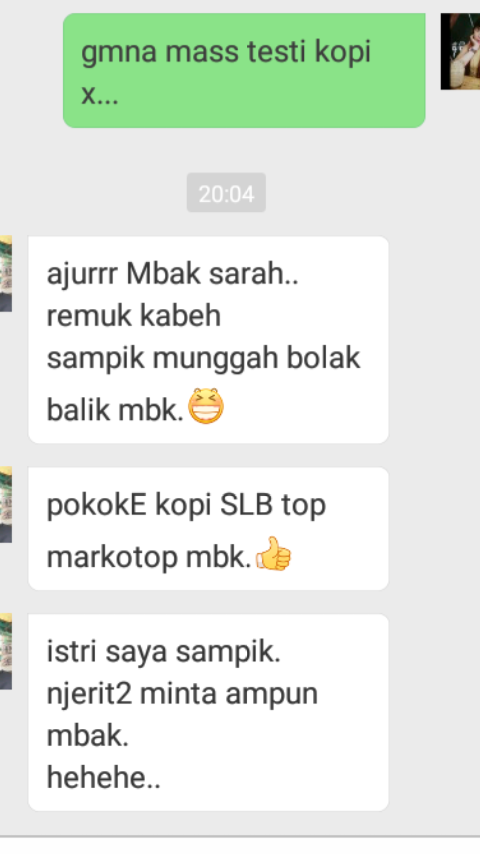 gmna mass testi kopi
x...
20:04
ajurrr Mbak sarah..
remuk kabeh
sampik munggah bolak
balik mbk.
pokokE kopi SLB top
markotop mbk.
istri saya sampik.
njerit2 minta ampun
mbak.
hehehe..